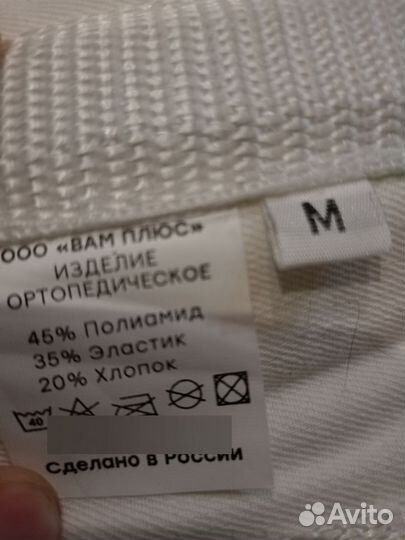 ООО «ВАМ ПЛЮС»
ИЗДЕЛИЕ
ОРТОПЕДИЧЕСКОЕ
45% Полиамид
35% Эластик
20% Хлопок
40
Сделано в России
M
Avito